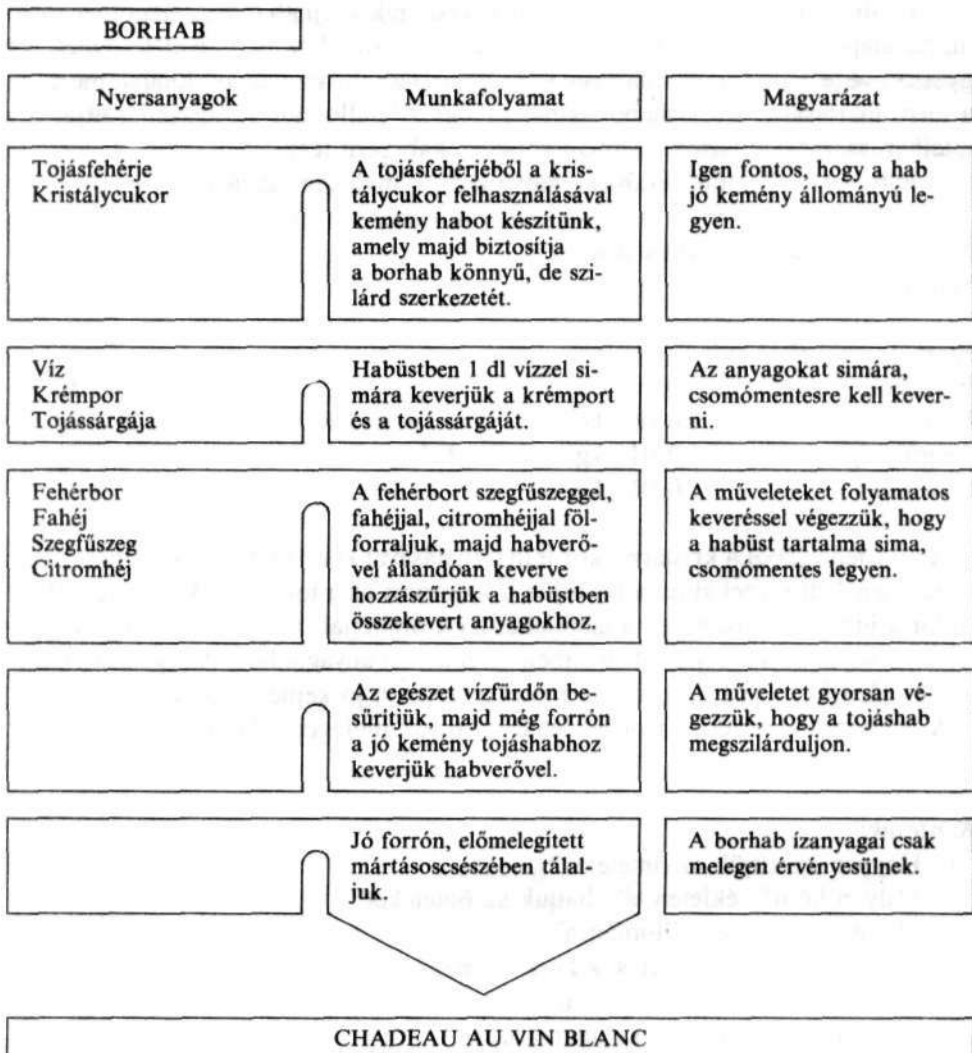 BORHAB
Nyersanyagok
Munkafolyamat
Magyarázat
Tojásfehérje
Kristálycukor
A tojásfehérjéből a kris-
tálycukor felhasználásával
kemény habot készítünk,
amely majd biztosítja
a borhab könnyű, de szi-
lárd szerkezetét.
Igen fontos, hogy a hab
jó kemény állományú le-
gyen.
Víz
Krémpor
Tojássárgája
Habüstben 1 dl vízzel si-
mára keverjük a krémport
és a tojássárgáját.
Az anyagokat simára,
csomómentesre kell kever-
ni.
Fehérbor
Fahéj
Szegfűszeg
Citromhéj
A fehérbort szegfűszeggel,
fahéjjal, citromhéjjal föl-
forraljuk, majd habverő-
vel állandóan keverve
hozzászűrjük a habüstben
összekevert anyagokhoz.
A műveleteket folyamatos
keveréssel végezzük, hogy
a habüst tartalma sima,
csomómentes legyen.
Az egészet vízfürdőn be-
sűrítjük, majd még forrón
a jó kemény tojáshabhoz
keverjük habverővel.
A műveletet gyorsan vé-
gezzük, hogy a tojáshab
megszilárduljon.
Jó forrón, előmelegített
mártásoscsészében tálal-
juk.
A borhab ízanyagai csak
melegen érvényesülnek.
CHADEAU AU VIN BLANC